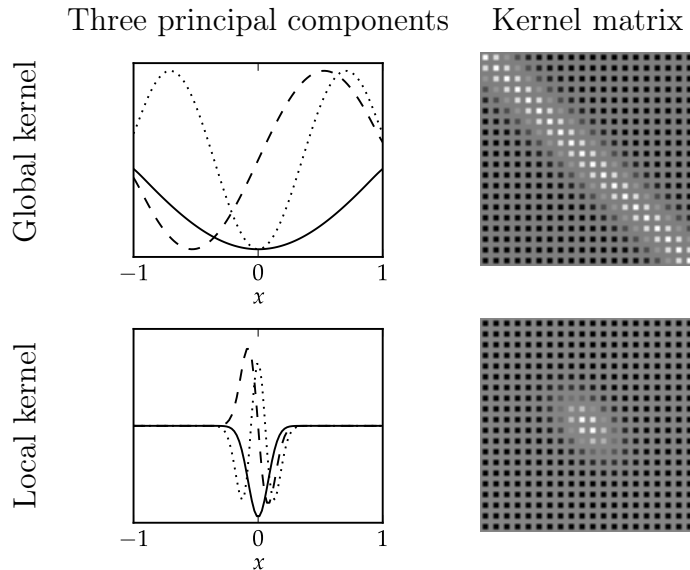 Three principal components
Kernel matrix
Global kernel
−1 0 1
x
Local kernel
−1 0 1
x